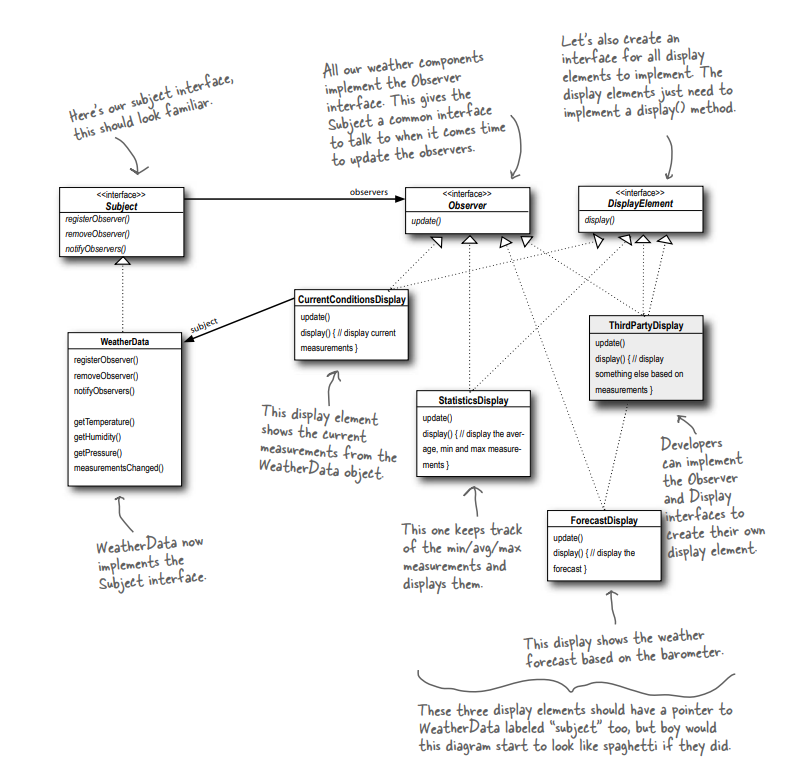 Here's our subject interface,
this should look familiar.
All our weather components
implement the Observer
interface. This gives the
Subject a common interface
to talk to when it comes time
to update the observers.
Let's also create an
interface for all display
elements to implement. The
display elements just need to
implement a display() method.
<<interface>>
Subject
registerObserver()
removeObserver()
notifyObservers()
observers
<<interface>>
Observer
update()
<<interface>>
DisplayElement
display()
subject
WeatherData
registerObserver()
removeObserver()
notifyObservers()
getTemperature()
getHumidity()
getPressure()
measurementsChanged()
CurrentConditionsDisplay
update()
display() { // display current
measurements }
ThirdPartyDisplay
update()
display() { // display
something else based on
measurements }
StatisticsDisplay
update()
display() { // display the aver-
age, min and max measure-
ments }
This display element
shows the current
measurements from the
WeatherData object.
Developers
can implement
the Observer
and Display
interfaces to
create their own
display element.
ForecastDisplay
update()
display() { // display the
forecast }
WeatherData now
implements the
Subject interface.
This one keeps track
of the min/avg/max
measurements and
displays them.
This display shows the weather
forecast based on the barometer.
These three display elements should have a pointer to
WeatherData labeled "subject" too, but boy would
this diagram start to look like spaghetti if they did.